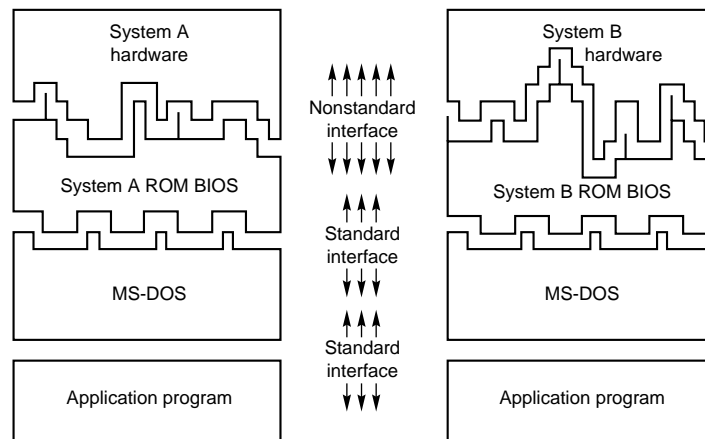 System A
hardware
System B
hardware
Nonstandard
interface
System A ROM BIOS
System B ROM BIOS
Standard
interface
MS-DOS
MS-DOS
Standard
interface
Application program
Application program